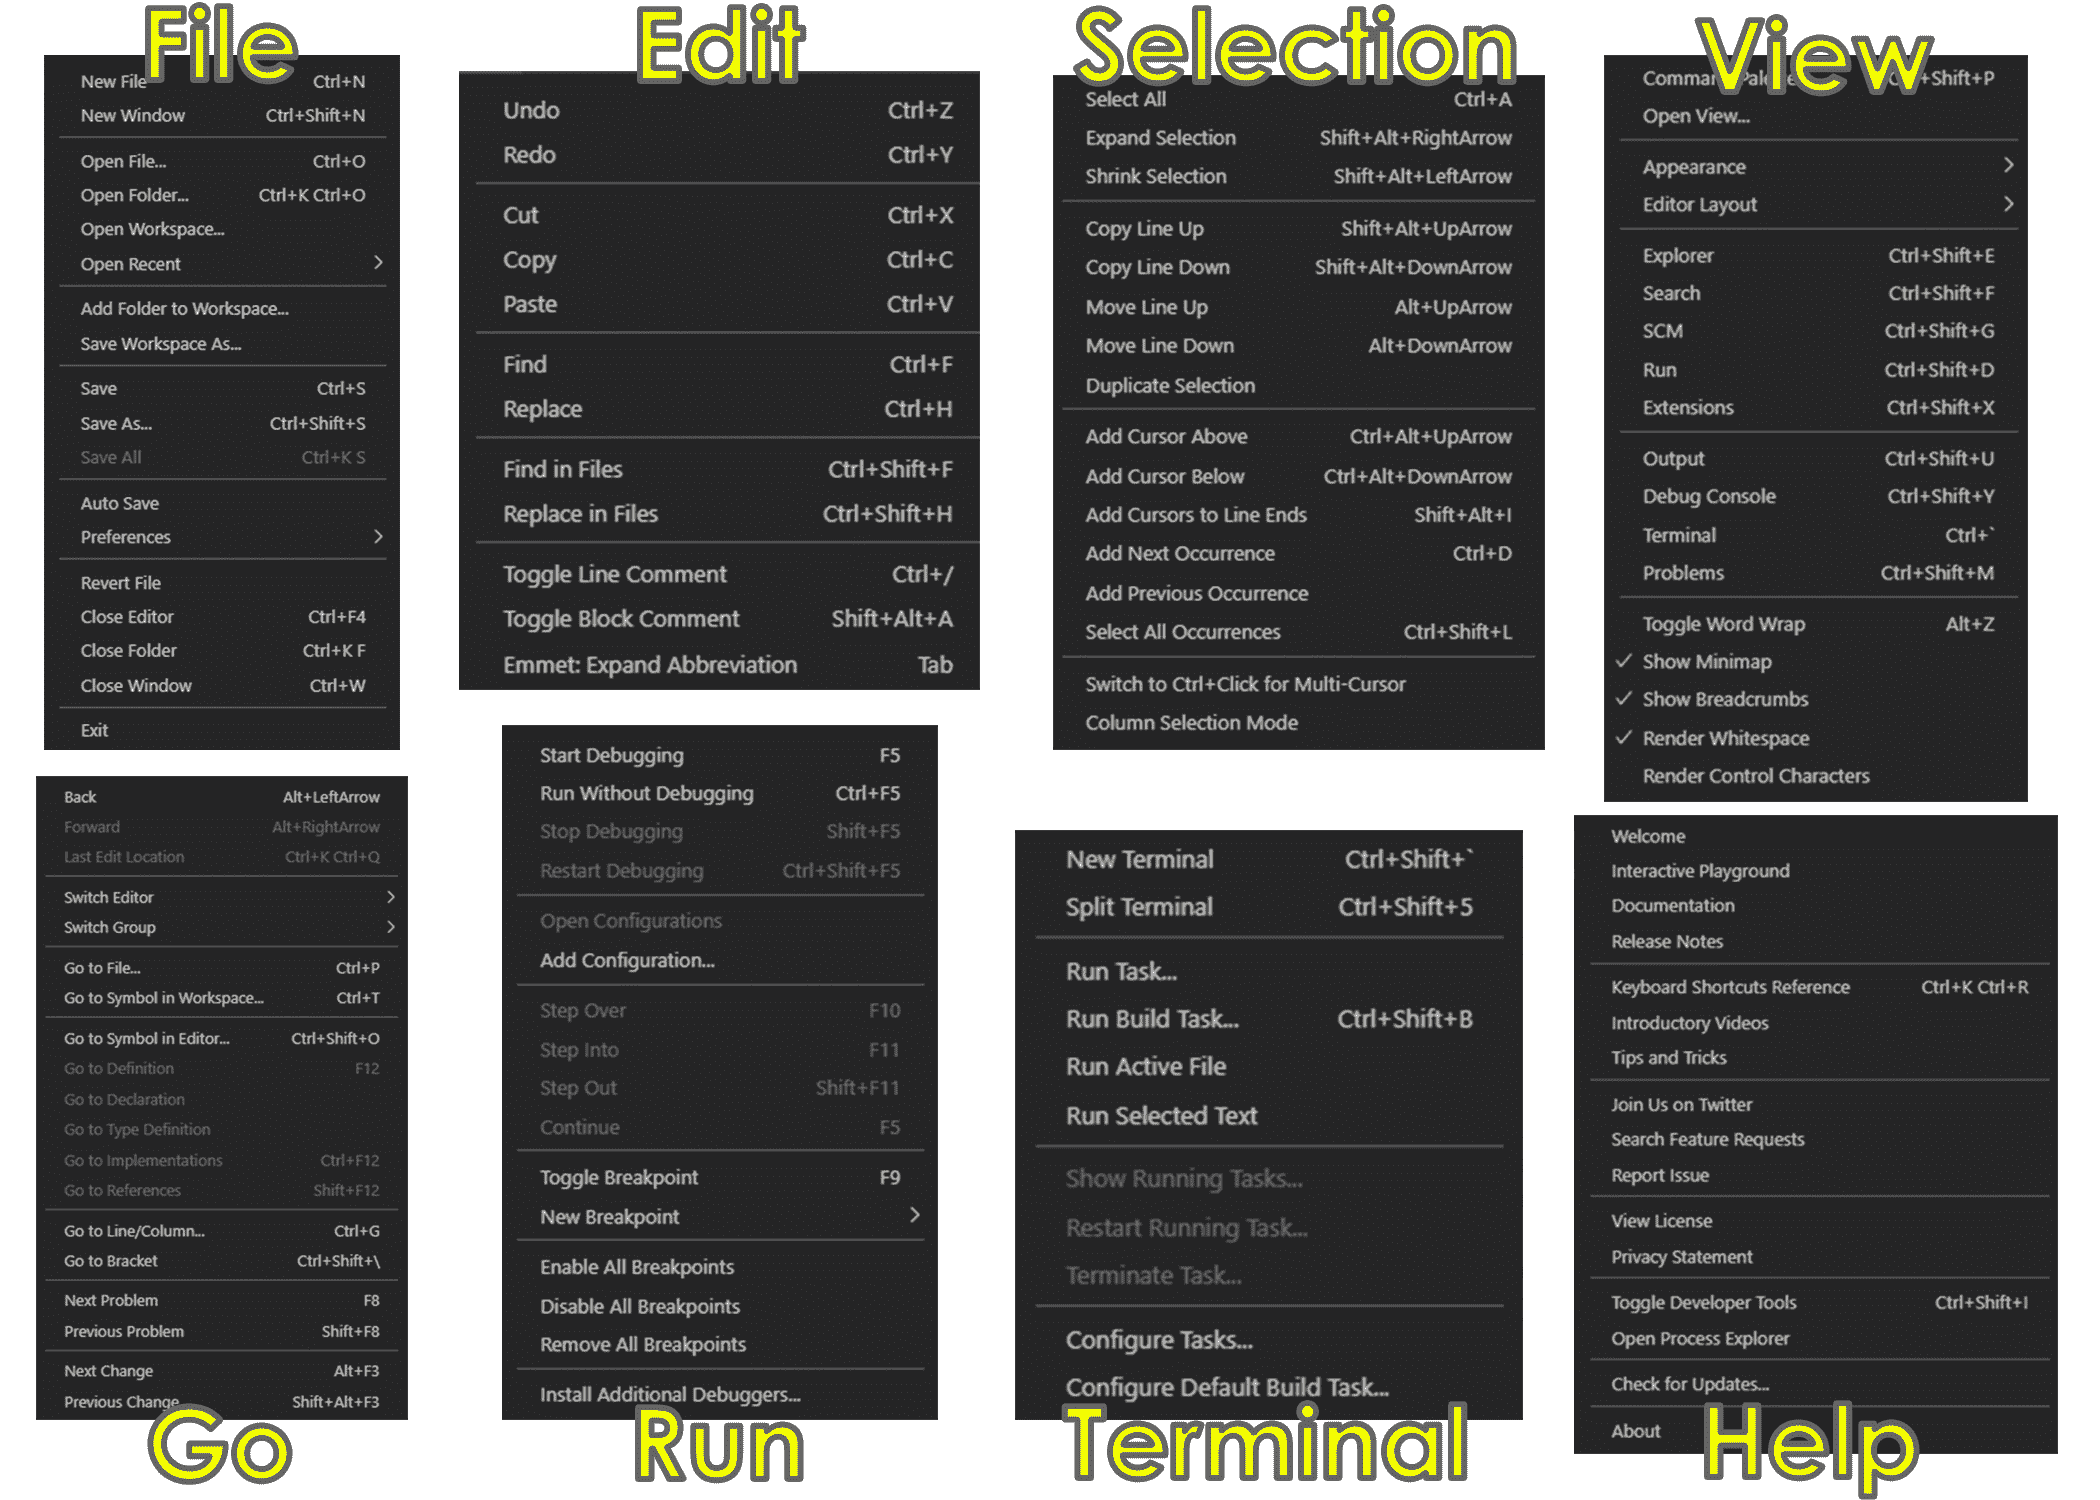 File
New File Ctrl+N
New Window Ctrl+Shift+N
Open File... Ctrl+O
Open Folder... Ctrl+K Ctrl+O
Open Workspace...
Open Recent >
Add Folder to Workspace...
Save Workspace As...
Save Ctrl+S
Save As... Ctrl+Shift+S
Save All Ctrl+K S
Auto Save
Preferences >
Revert File
Close Editor Ctrl+F4
Close Folder Ctrl+K F
Close Window Ctrl+W
Exit
Edit
Undo Ctrl+Z
Redo Ctrl+Y
Cut Ctrl+X
Copy Ctrl+C
Paste Ctrl+V
Find Ctrl+F
Replace Ctrl+H
Find in Files Ctrl+Shift+F
Replace in Files Ctrl+Shift+H
Toggle Line Comment Ctrl+/
Toggle Block Comment Shift+Alt+A
Emmet: Expand Abbreviation Tab
Selection
Select All Ctrl+A
Expand Selection Shift+Alt+RightArrow
Shrink Selection Shift+Alt+LeftArrow
Copy Line Up Shift+Alt+UpArrow
Copy Line Down Shift+Alt+DownArrow
Move Line Up Alt+UpArrow
Move Line Down Alt+DownArrow
Duplicate Selection
Add Cursor Above Ctrl+Alt+UpArrow
Add Cursor Below Ctrl+Alt+DownArrow
Add Cursors to Line Ends Shift+Alt+I
Add Next Occurrence Ctrl+D
Add Previous Occurrence
Select All Occurrences Ctrl+Shift+L
Switch to Ctrl+Click for Multi-Cursor
Column Selection Mode
View
Command Palette... Ctrl+Shift+P
Open View...
Appearance >
Editor Layout >
Explorer Ctrl+Shift+E
Search Ctrl+Shift+F
SCM Ctrl+Shift+G
Run Ctrl+Shift+D
Extensions Ctrl+Shift+X
Output Ctrl+Shift+U
Debug Console Ctrl+Shift+Y
Terminal Ctrl+`
Problems Ctrl+Shift+M
Toggle Word Wrap Alt+Z
✓ Show Minimap
✓ Show Breadcrumbs
✓ Render Whitespace
Render Control Characters
Back Alt+LeftArrow
Forward Alt+RightArrow
Last Edit Location Ctrl+K Ctrl+Q
Switch Editor >
Switch Group >
Go to File... Ctrl+P
Go to Symbol in Workspace... Ctrl+T
Go to Symbol in Editor... Ctrl+Shift+O
Go to Definition F12
Go to Declaration
Go to Type Definition
Go to Implementations Ctrl+F12
Go to References Shift+F12
Go to Line/Column... Ctrl+G
Go to Bracket Ctrl+Shift+\
Next Problem F8
Previous Problem Shift+F8
Next Change Alt+F3
Previous Change Shift+Alt+F3
Go
Start Debugging F5
Run Without Debugging Ctrl+F5
Stop Debugging Shift+F5
Restart Debugging Ctrl+Shift+F5
Open Configurations
Add Configuration...
Step Over F10
Step Into F11
Step Out Shift+F11
Continue F5
Toggle Breakpoint F9
New Breakpoint >
Enable All Breakpoints
Disable All Breakpoints
Remove All Breakpoints
Install Additional Debuggers...
Run
New Terminal Ctrl+Shift+`
Split Terminal Ctrl+Shift+5
Run Task...
Run Build Task... Ctrl+Shift+B
Run Active File
Run Selected Text
Show Running Tasks...
Restart Running Task...
Terminate Task...
Configure Tasks...
Configure Default Build Task...
Terminal
Welcome
Interactive Playground
Documentation
Release Notes
Keyboard Shortcuts Reference Ctrl+K Ctrl+R
Introductory Videos
Tips and Tricks
Join Us on Twitter
Search Feature Requests
Report Issue
View License
Privacy Statement
Toggle Developer Tools Ctrl+Shift+I
Open Process Explorer
Check for Updates...
About
Help